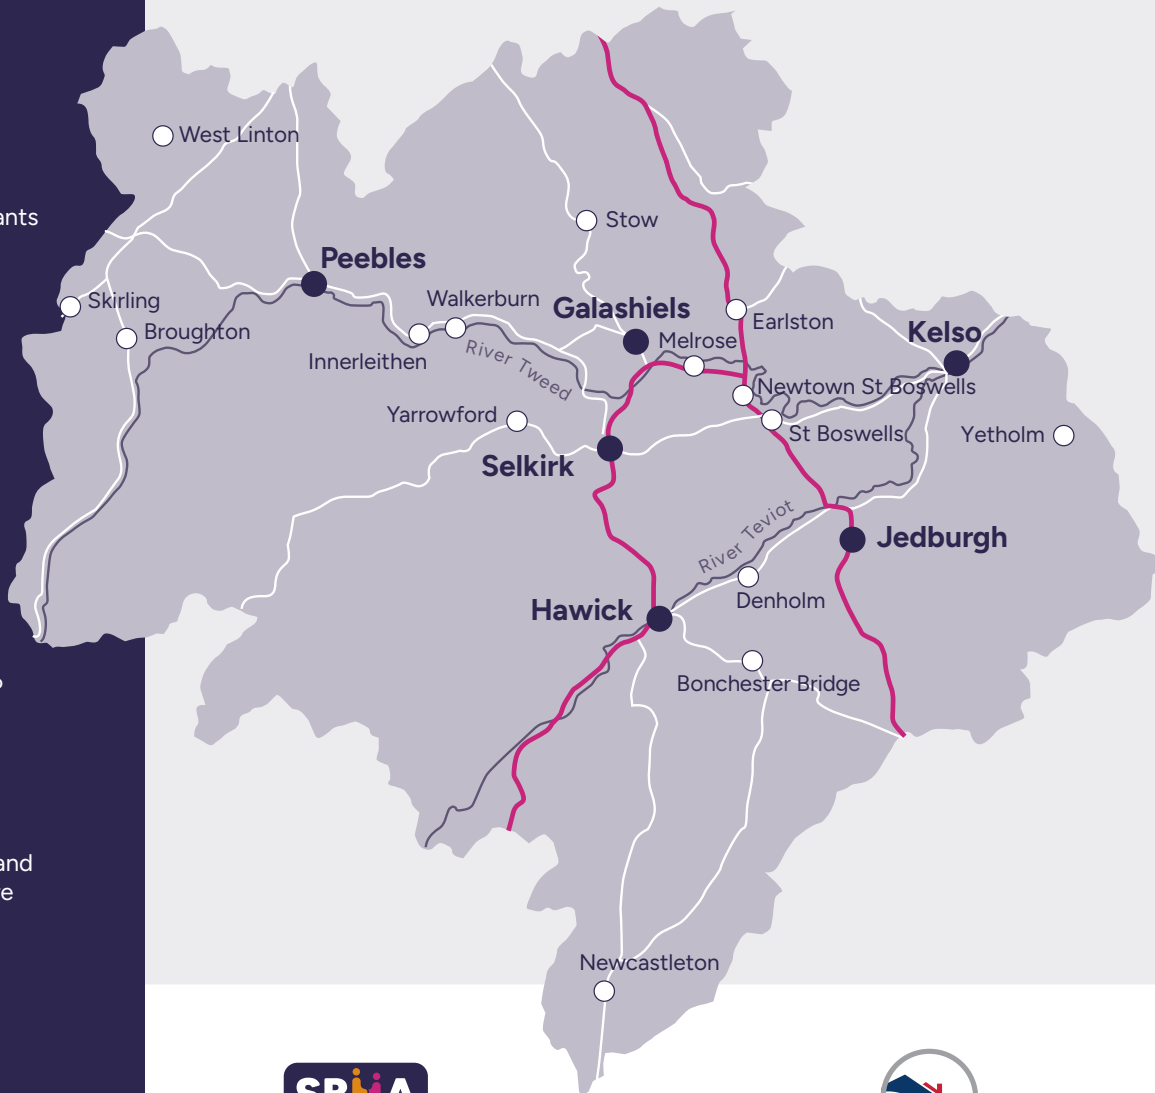 West Linton
ants
Stow
Peebles
Skirling
Walkerburn
Galashiels
Earlston
Broughton
Kelso
Melrose
Innerleithen
River Tweed
Newtown St Boswells
Yarrowford
St Boswells
Yetholm
Selkirk
River Teviot
Jedburgh
Denholm
Hawick
Bonchester Bridge
and
e
Newcastleton